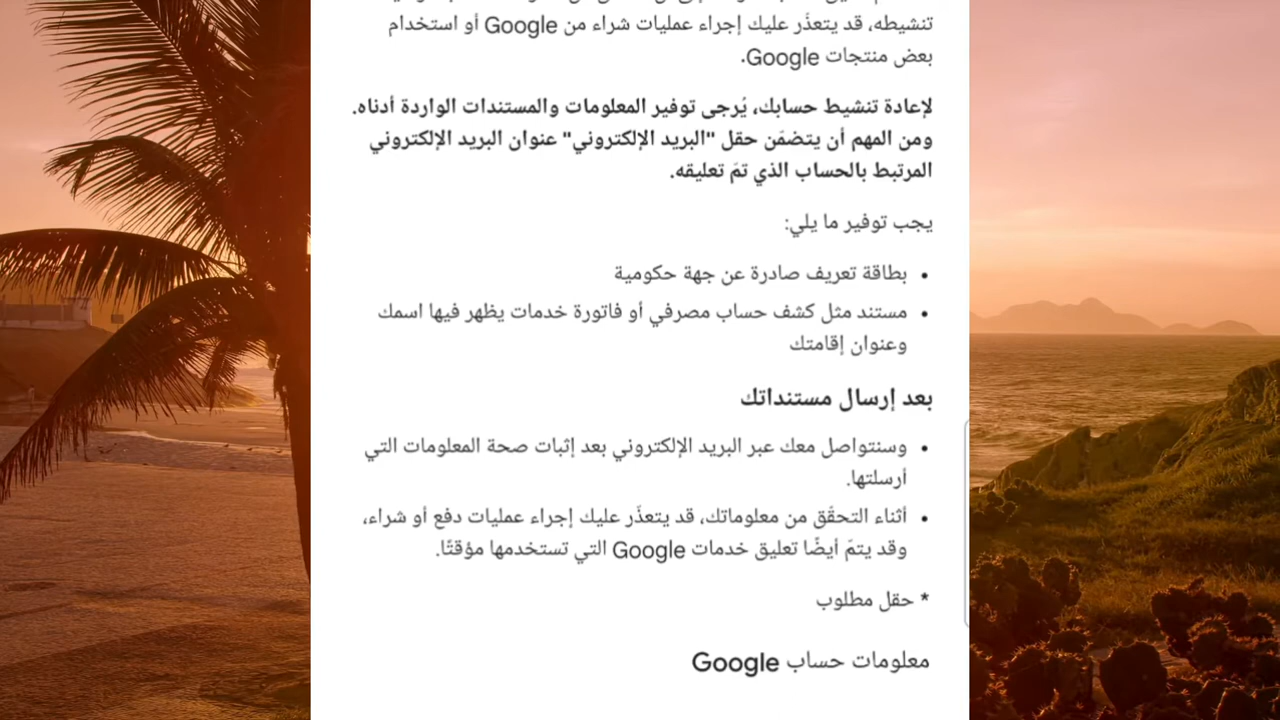 تنشيطه، قد يتعذّر عليك إجراء عمليات شراء من Google أو استخدام
بعض منتجات Google.
لإعادة تنشيط حسابك، يُرجى توفير المعلومات والمستندات الواردة أدناه.
ومن المهم أن يتضمّن حقل "البريد الإلكتروني" عنوان البريد الإلكتروني
المرتبط بالحساب الذي تمّ تعليقه.
يجب توفير ما يلي:
• بطاقة تعريف صادرة عن جهة حكومية
• مستند مثل كشف حساب مصرفي أو فاتورة خدمات يظهر فيها اسمك
وعنوان إقامتك
بعد إرسال مستنداتك
• وسنتواصل معك عبر البريد الإلكتروني بعد إثبات صحة المعلومات التي
أرسلتها.
• أثناء التحقّق من معلوماتك، قد يتعذّر عليك إجراء عمليات دفع أو شراء،
وقد يتمّ أيضًا تعليق خدمات Google التي تستخدمها مؤقتًا.
* حقل مطلوب
معلومات حساب Google